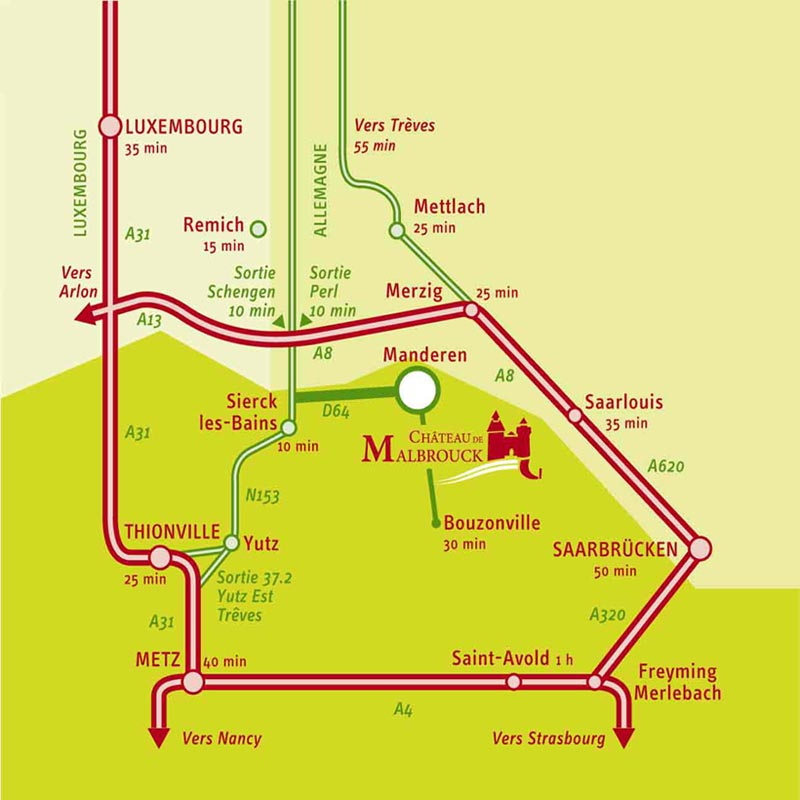 LUXEMBOURG
35 min
Vers Trèves
55 min
LUXEMBOURG
ALLEMAGNE
Mettlach
25 min
Remich
15 min
A31
Vers
Arlon
Sortie
Schengen
10 min
Sortie
Perl
10 min
Merzig
25 min
A13
A8
Manderen
A8
Sierck
les-Bains
10 min
D64
Saarlouis
35 min
A31
CHÂTEAU DE
MALBROUCK
A620
N153
Bouzonville
30 min
THIONVILLE
25 min
Yutz
SAARBRÜCKEN
50 min
Sortie 37.2
Yutz Est
Trêves
A31
A320
METZ
40 min
Saint-Avold 1 h
Freyming
Merlebach
A4
Vers Nancy
Vers Strasbourg